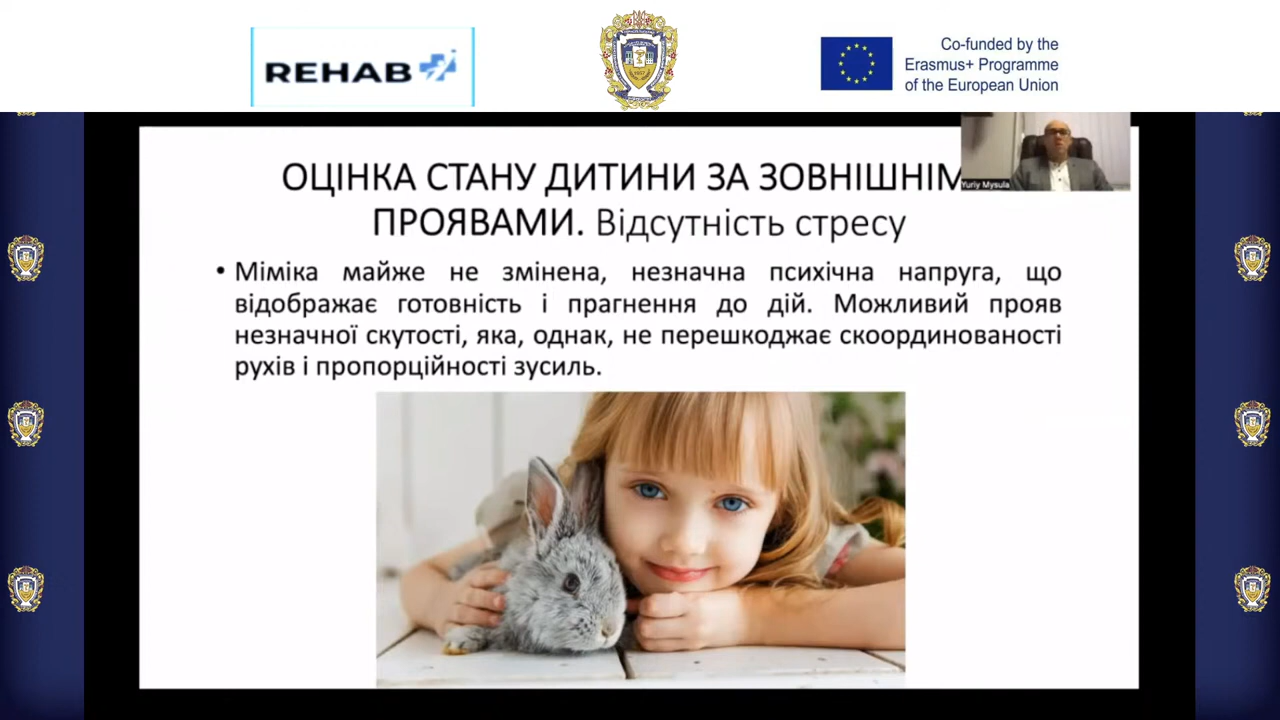 REHAB
Co-funded by the
Erasmus+ Programme
of the European Union
Yuriy Mysula
ОЦІНКА СТАНУ ДИТИНИ ЗА ЗОВНІШНІМ
ПРОЯВАМИ. Відсутність стресу
• Міміка майже не змінена, незначна психічна напруга, що
відображає готовність і прагнення до дій. Можливий прояв
незначної скутості, яка, однак, не перешкоджає скоординованості
рухів і пропорційності зусиль.